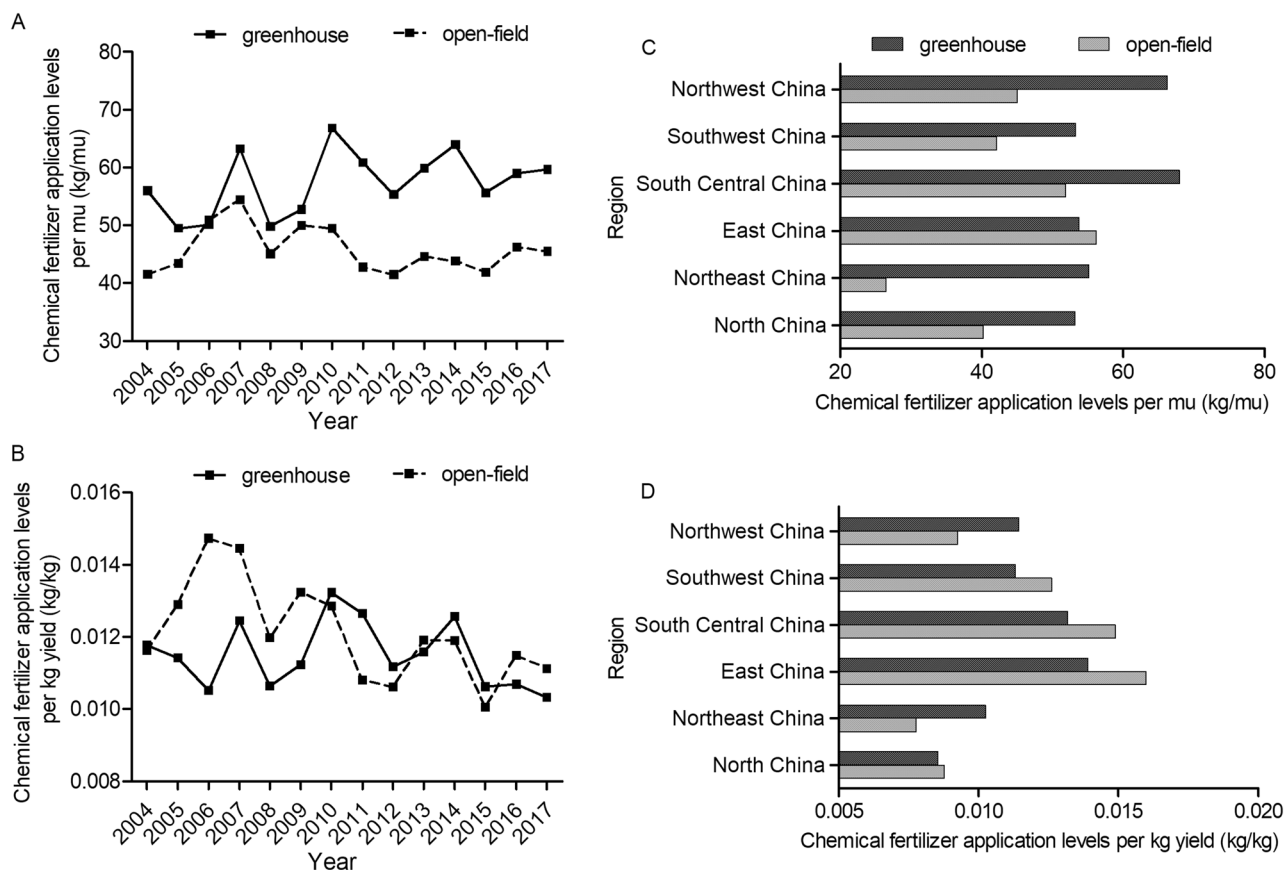 A
greenhouse open-field
Chemical fertilizer application levels
per mu (kg/mu)
80
70
60
50
40
30
2004 2005 2006 2007 2008 2009 2010 2011 2012 2013 2014 2015 2016 2017
Year
B
greenhouse open-field
Chemical fertilizer application levels
per kg yield (kg/kg)
0.016
0.014
0.012
0.010
0.008
2004 2005 2006 2007 2008 2009 2010 2011 2012 2013 2014 2015 2016 2017
Year
C
greenhouse open-field
Region
Northwest China
Southwest China
South Central China
East China
Northeast China
North China
20 40 60 80
Chemical fertilizer application levels per mu (kg/mu)
D
Region
Northwest China
Southwest China
South Central China
East China
Northeast China
North China
0.005 0.010 0.015 0.020
Chemical fertilizer application levels per kg yield (kg/kg)